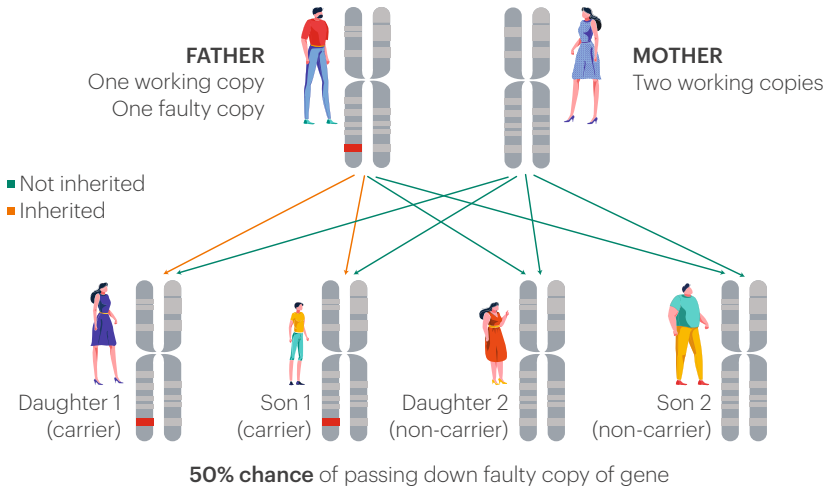 FATHER
One working copy
One faulty copy
MOTHER
Two working copies
Not inherited
Inherited
Daughter 1
(carrier)
Son 1
(carrier)
Daughter 2
(non-carrier)
Son 2
(non-carrier)
50% chance of passing down faulty copy of gene